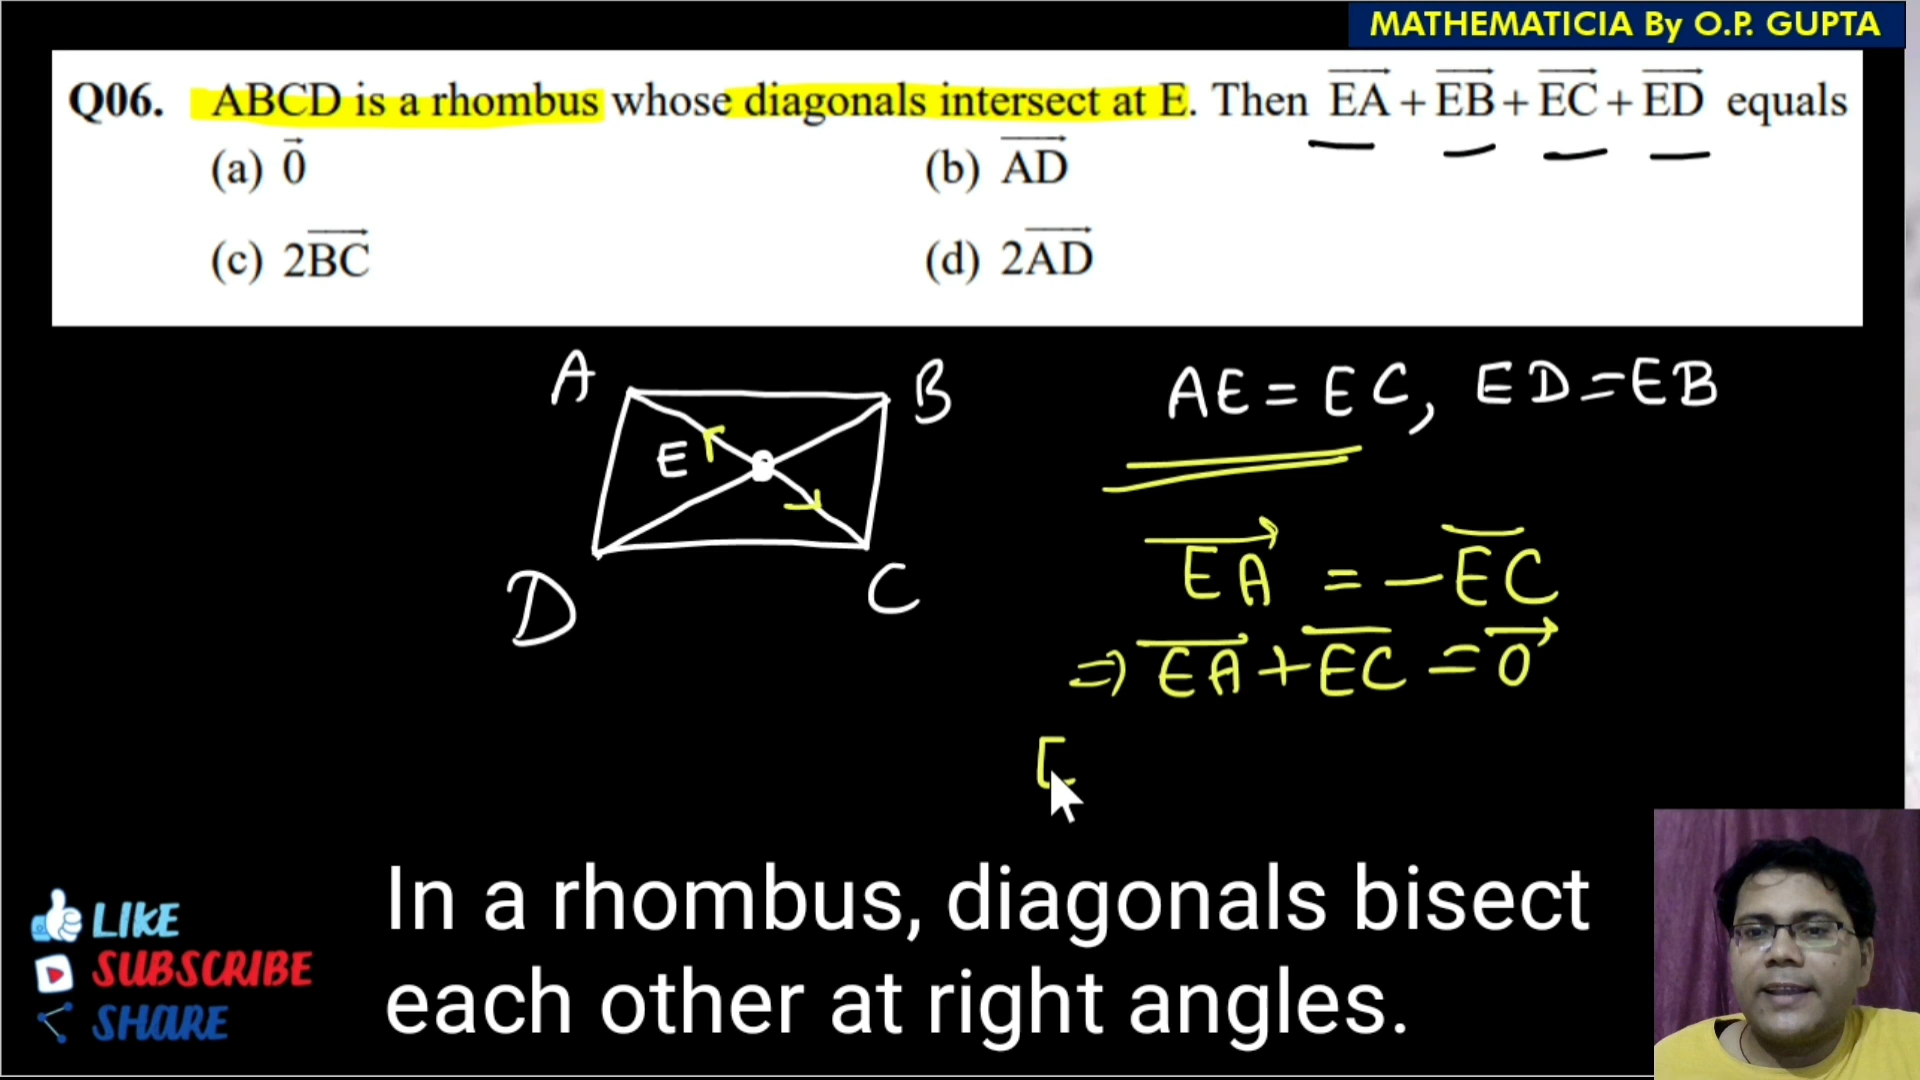 MATHEMATICIA By O.P. GUPTA
Q06. ABCD is a rhombus whose diagonals intersect at E. Then EA + EB + EC + ED equals
(a) 0 (b) AD
(c) 2BC (d) 2AD
A B
AE = EC, ED = EB
E
EA = -EC
D C
⇒ EA + EC = 0
In a rhombus, diagonals bisect
each other at right angles.
LIKE
SUBSCRIBE
SHARE